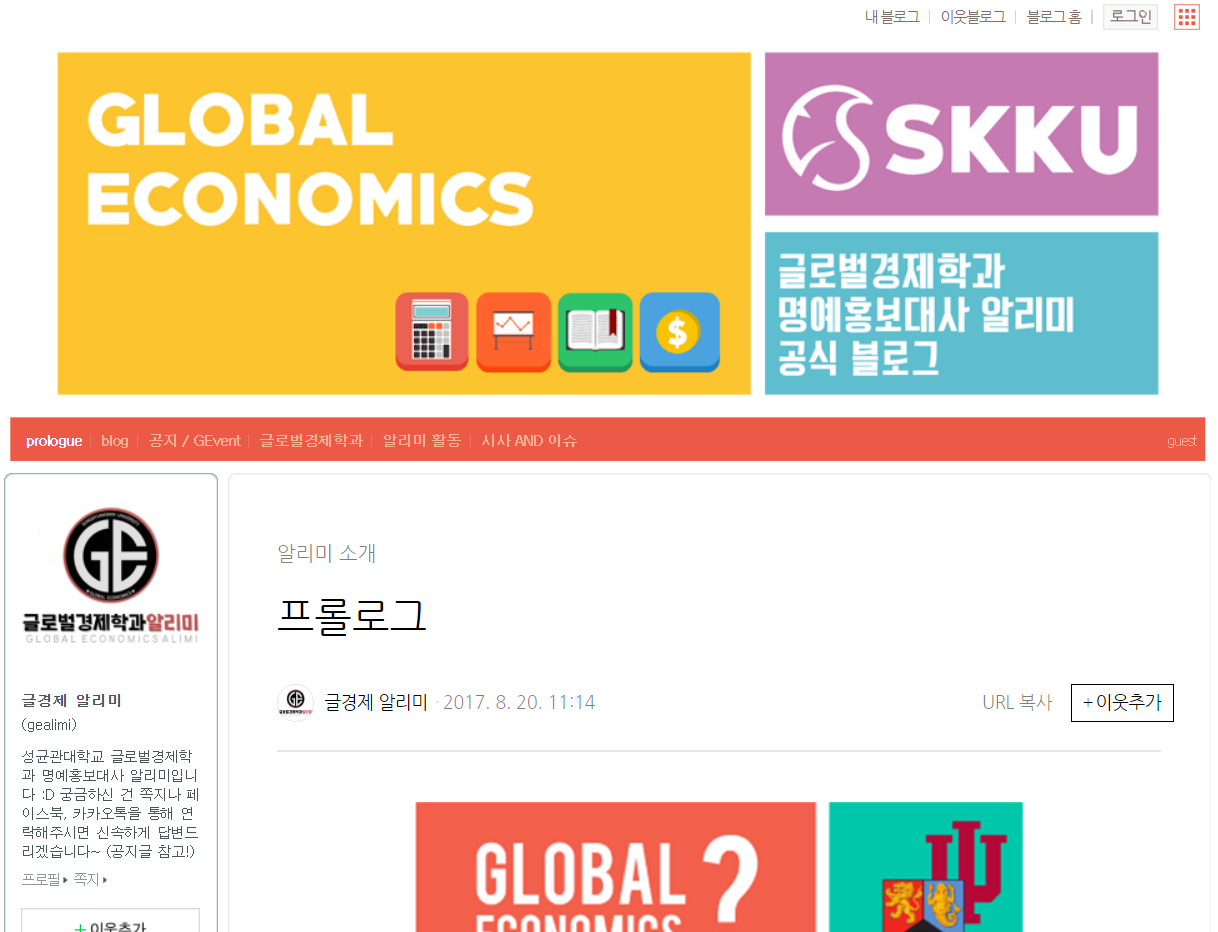 내 블로그 이웃블로그 블로그 홈 로그인
GLOBAL
ECONOMICS
SKKU
글로벌경제학과
명예홍보대사 알리미
공식 블로그
prologue blog 공지 / GEvent 글로벌경제학과 알리미 활동 시사 AND 이슈 guest
GE
글로벌경제학과알리미
GLOBAL ECONOMICS ALIMI
글경제 알리미
(gealimi)
성균관대학교 글로벌경제학
과 명예홍보대사 알리미입니
다 :D 궁금하신 건 쪽지나 페
이스북, 카카오톡을 통해 연
락해주시면 신속하게 답변드
리겠습니다~ (공지글 참고!)
프로필 쪽지
+이웃추가
알리미 소개
프롤로그
글경제 알리미 · 2017. 8. 20. 11:14
URL 복사 +이웃추가
GLOBAL ?
ECONOMICS